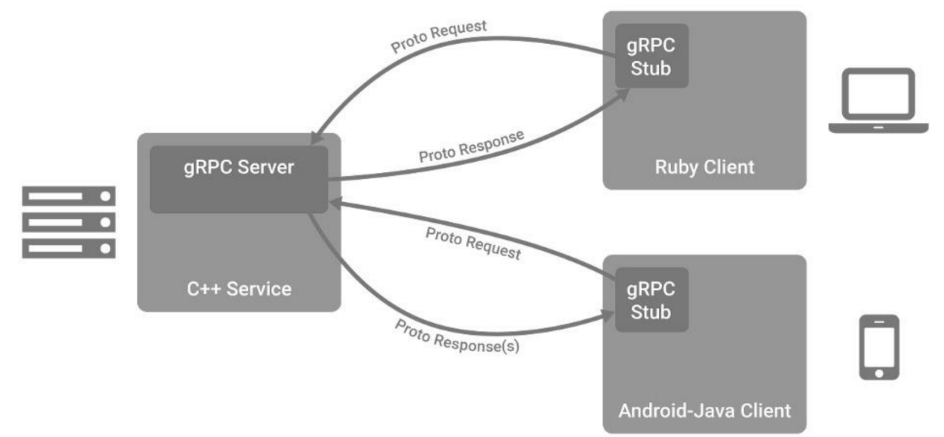 Proto Request
gRPC
Stub
Ruby Client
Proto Response
gRPC Server
C++ Service
Proto Request
gRPC
Stub
Proto Response(s)
Android-Java Client